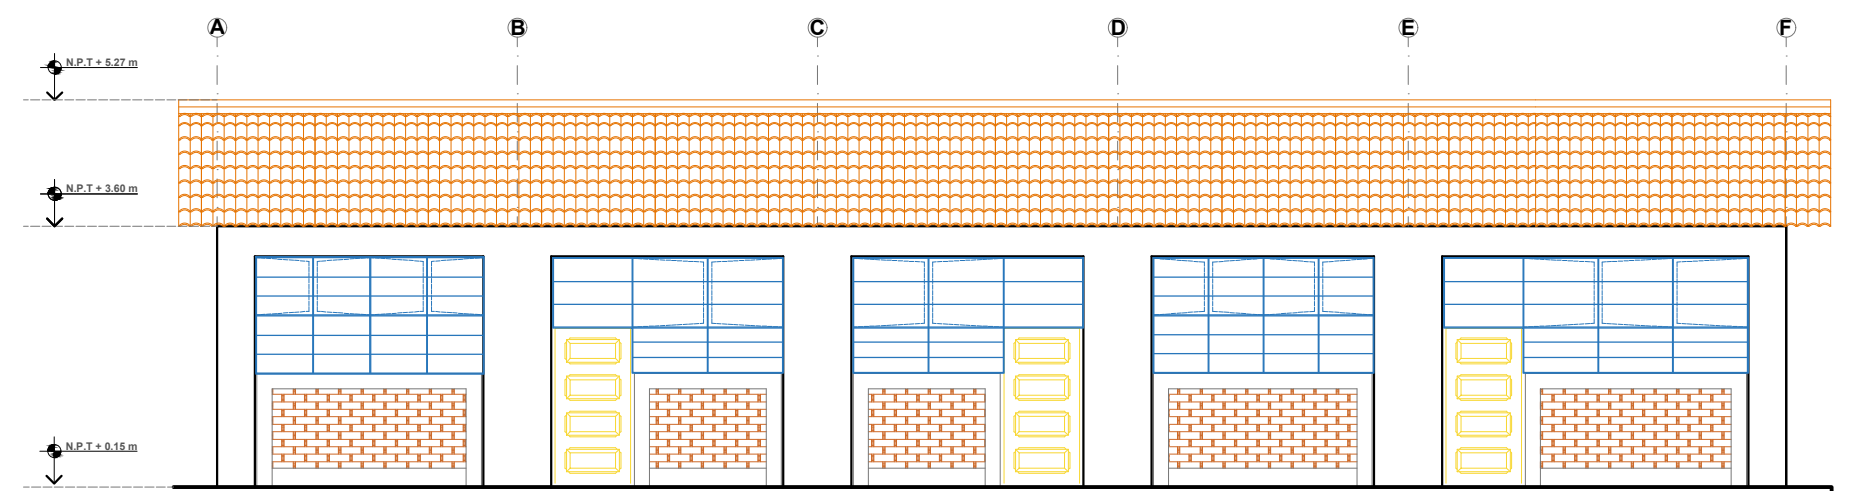 A B C D E F
N.P.T + 5.27 m
N.P.T + 3.60 m
N.P.T + 0.15 m